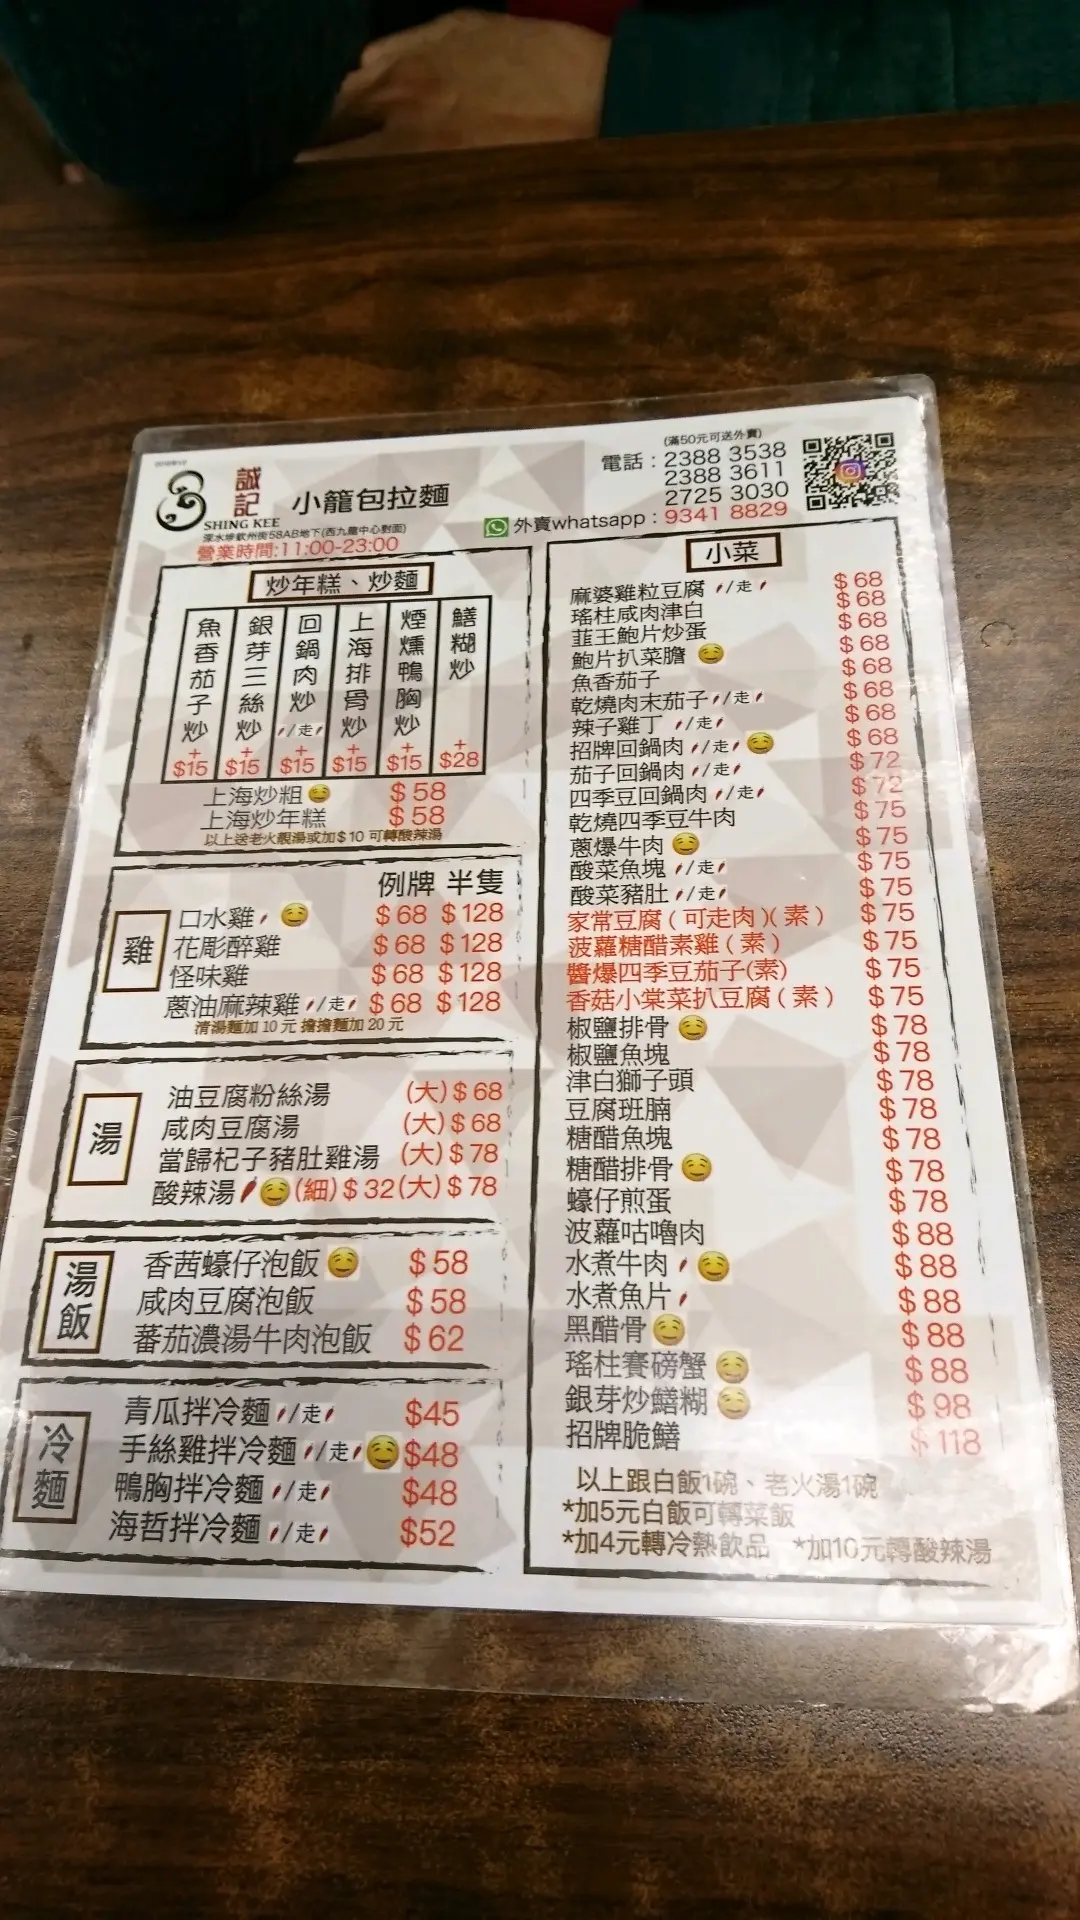 誠記
SHING KEE
小籠包拉麵
深水埗欽州街58AB地下(西九龍中心對面)
營業時間:11:00-23:00
(滿50元可送外賣)
電話：2388 3538
2388 3611
2725 3030
外賣whatsapp：9341 8829
炒年糕、炒麵
魚香茄子炒 +$15
銀芽三絲炒 +$15
回鍋肉炒 /走 +$15
上海排骨炒 +$15
煙燻鴨胸炒 +$15
鱔糊炒 +$28
上海炒粗 $58
上海炒年糕 $58
以上送老火靚湯或加$10 可轉酸辣湯
雞
例牌 半隻
口水雞 $68 $128
花彫醉雞 $68 $128
怪味雞 $68 $128
蔥油麻辣雞 /走 $68 $128
清湯麵加 10 元 擔擔麵加 20 元
湯
油豆腐粉絲湯 (大)$68
咸肉豆腐湯 (大)$68
當歸杞子豬肚雞湯 (大)$78
酸辣湯 (細)$32(大)$78
湯飯
香茜蠔仔泡飯 $58
咸肉豆腐泡飯 $58
蕃茄濃湯牛肉泡飯 $62
冷麵
青瓜拌冷麵 /走 $45
手絲雞拌冷麵 /走 $48
鴨胸拌冷麵 /走 $48
海哲拌冷麵 /走 $52
小菜
麻婆雞粒豆腐 /走 $68
瑤柱咸肉津白 $68
韮王鮑片炒蛋 $68
鮑片扒菜膽 $68
魚香茄子 $68
乾燒肉末茄子 /走 $68
辣子雞丁 /走 $68
招牌回鍋肉 /走 $68
茄子回鍋肉 /走 $72
四季豆回鍋肉 /走 $72
乾燒四季豆牛肉 $75
蔥爆牛肉 $75
酸菜魚塊 /走 $75
酸菜豬肚 /走 $75
家常豆腐(可走肉)(素) $75
菠蘿糖醋素雞(素) $75
醬爆四季豆茄子(素) $75
香菇小棠菜扒豆腐(素) $75
椒鹽排骨 $78
椒鹽魚塊 $78
津白獅子頭 $78
豆腐班腩 $78
糖醋魚塊 $78
糖醋排骨 $78
蠔仔煎蛋 $78
菠蘿咕嚕肉 $88
水煮牛肉 $88
水煮魚片 $88
黑醋骨 $88
瑤柱賽磅蟹 $88
銀芽炒鱔糊 $98
招牌脆鱔 $118
以上跟白飯1碗、老火湯1碗
*加5元白飯可轉菜飯
*加4元轉冷熱飲品 *加10元轉酸辣湯